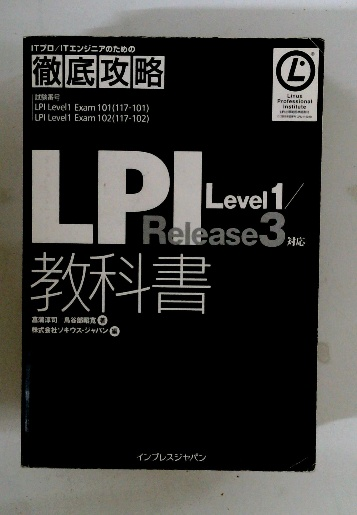 ITプロ/ITエンジニアのための
徹底攻略
試験番号
LPI Level1 Exam 101(117-101)
LPI Level1 Exam 102(117-102)
Linux
Professional
Institute
LPI Level1/
Release3対応
教科書
株式会社ソキウス・ジャパン 編
インプレスジャパン